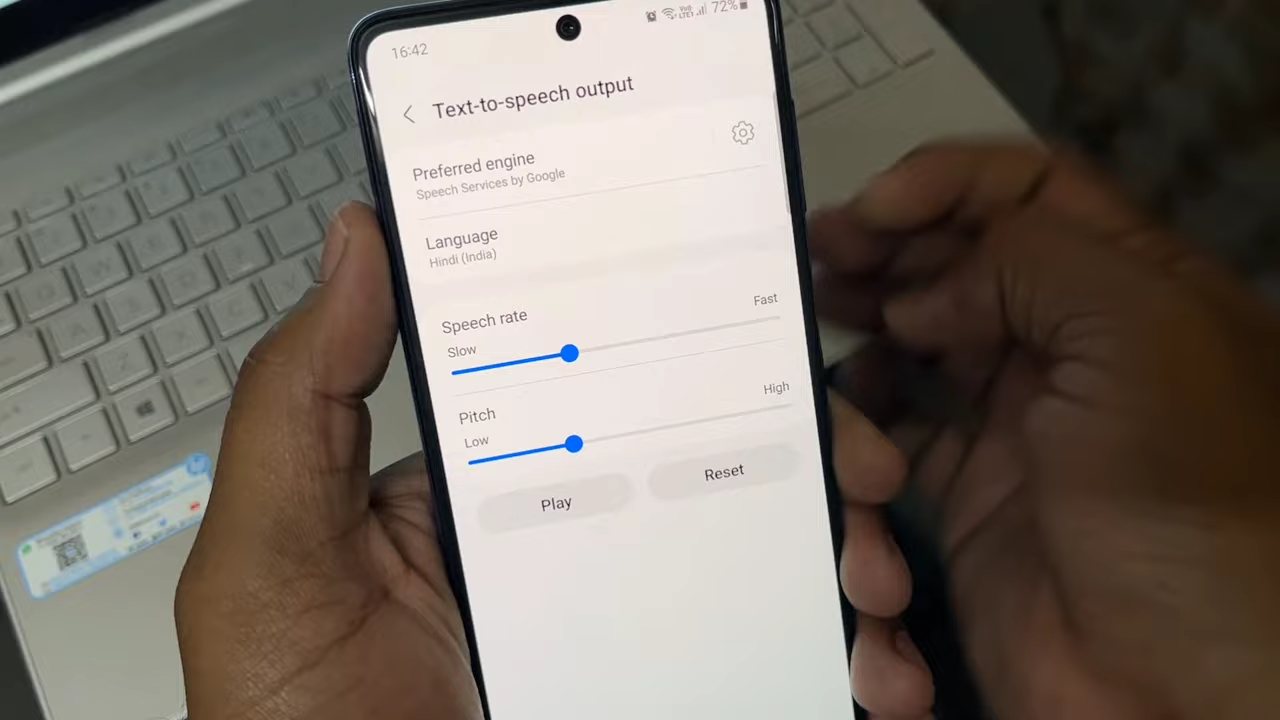 16:42
72%
Text-to-speech output
Preferred engine
Speech Services by Google
Language
Hindi (India)
Speech rate
Slow
Fast
Pitch
Low
High
Play
Reset